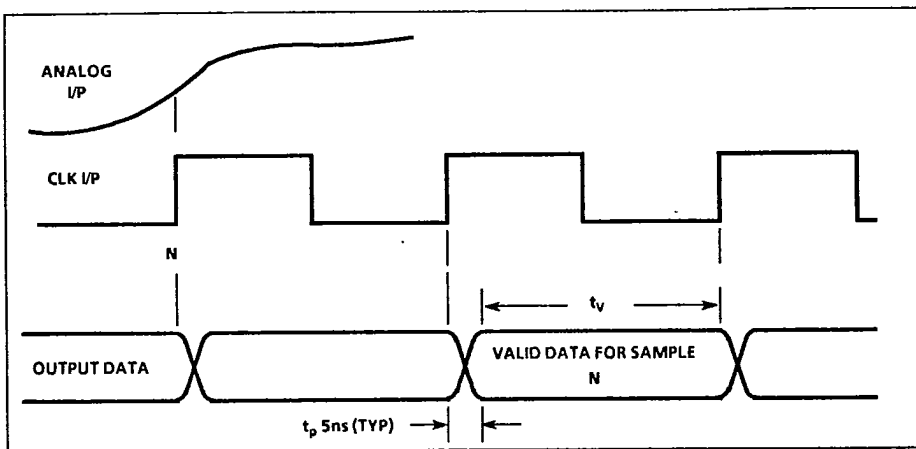 ANALOG
I/P
CLK I/P
N
t_V
OUTPUT DATA
VALID DATA FOR SAMPLE
N
t_p 5ns (TYP)